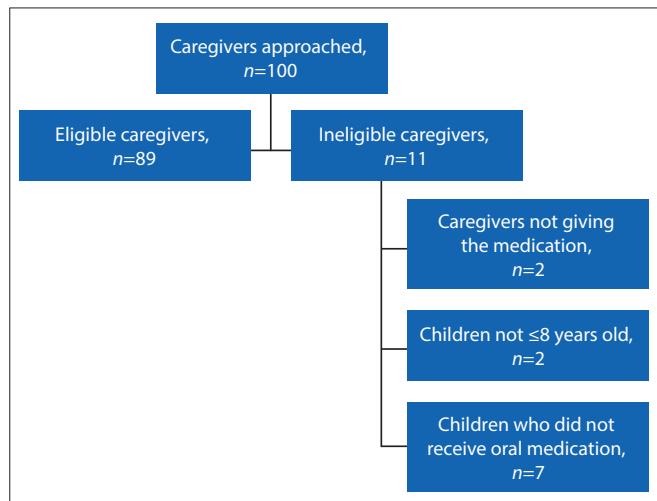 Caregivers approached,
n=100
Eligible caregivers,
n=89
Ineligible caregivers,
n=11
Caregivers not giving
the medication,
n=2
Children not ≤8 years old,
n=2
Children who did not
receive oral medication,
n=7